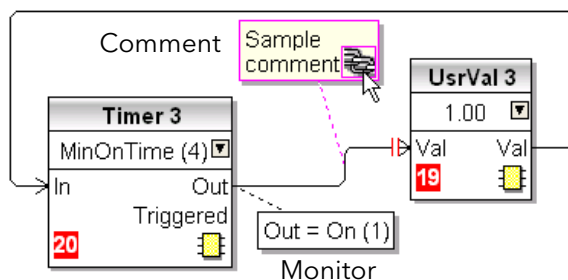 Comment
Sample
comment
UsrVal 3
1.00
Timer 3
MinOnTime (4)
Val Val
19
In Out
Triggered
20
Out = On (1)
Monitor